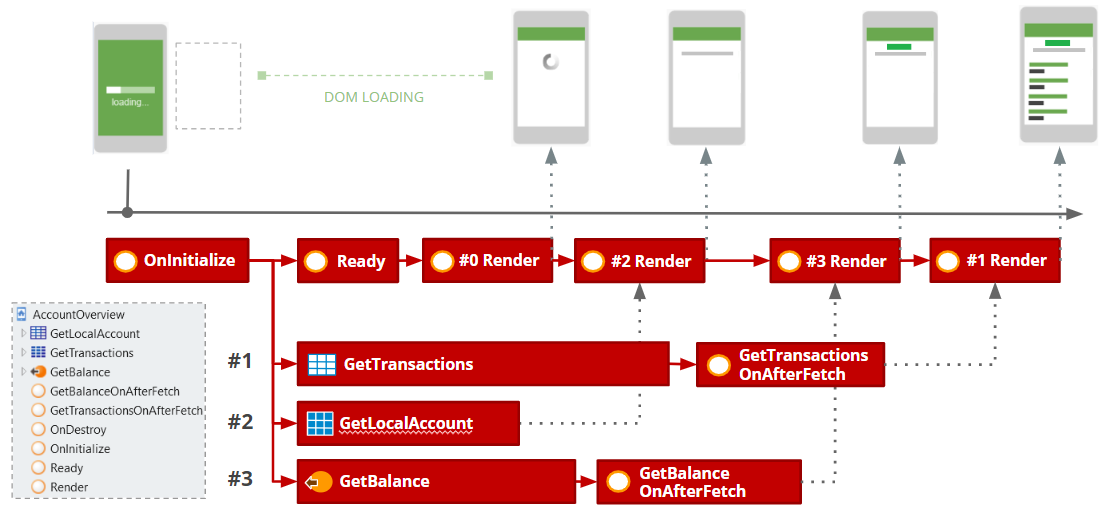 loading...
DOM LOADING
OnInitialize
Ready
#0 Render
#2 Render
#3 Render
#1 Render
AccountOverview
GetLocalAccount
GetTransactions
GetBalance
GetBalanceOnAfterFetch
GetTransactionsOnAfterFetch
OnDestroy
OnInitialize
Ready
Render
#1
GetTransactions
GetTransactions
OnAfterFetch
#2
GetLocalAccount
#3
GetBalance
GetBalance
OnAfterFetch